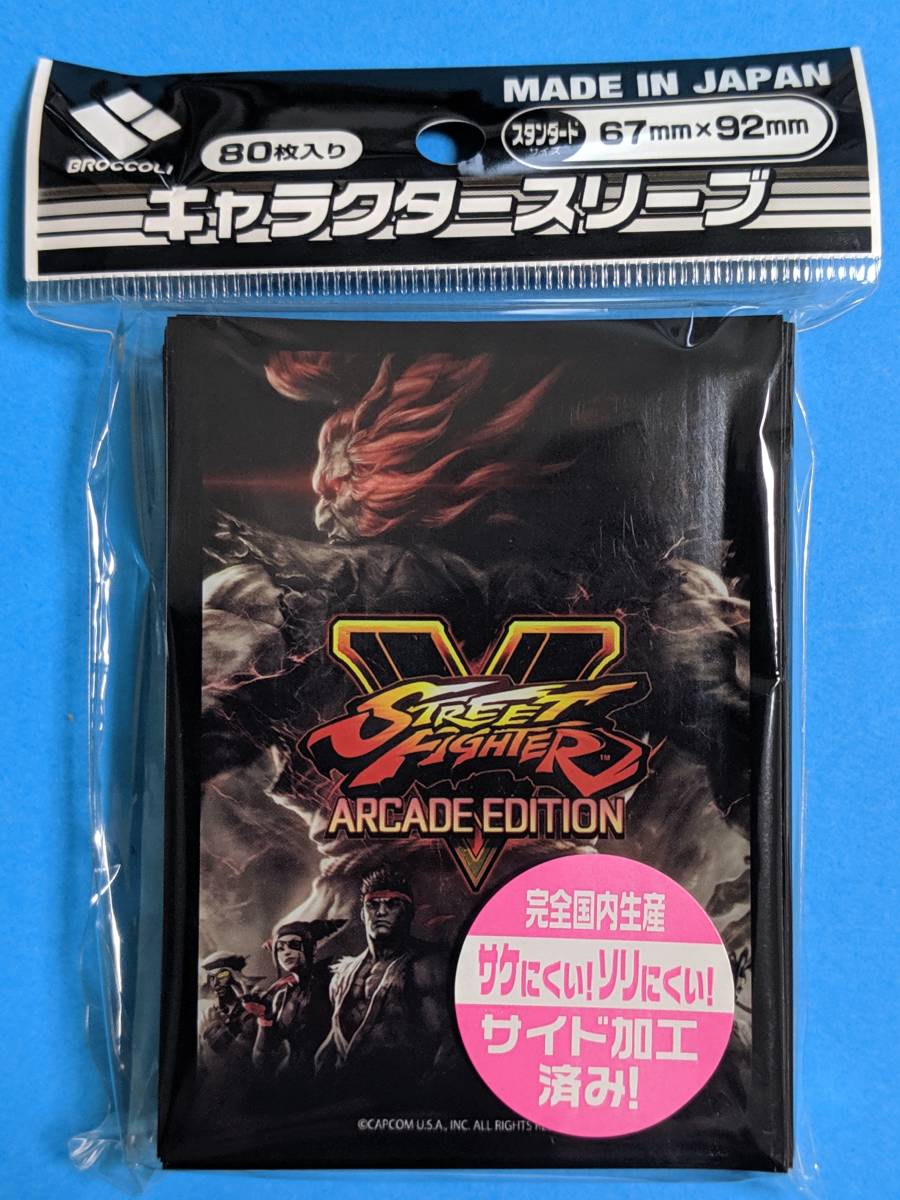 MADE IN JAPAN
BROCCOLI
80枚入り
スタンダード
サイズ
67mm×92mm
キャラクタースリーブ
V
STREET
FIGHTER
TM
ARCADE EDITION
完全国内生産
サケにくい!ソリにくい!
サイド加工
済み!
©CAPCOM U.S.A., INC. ALL RIGHTS